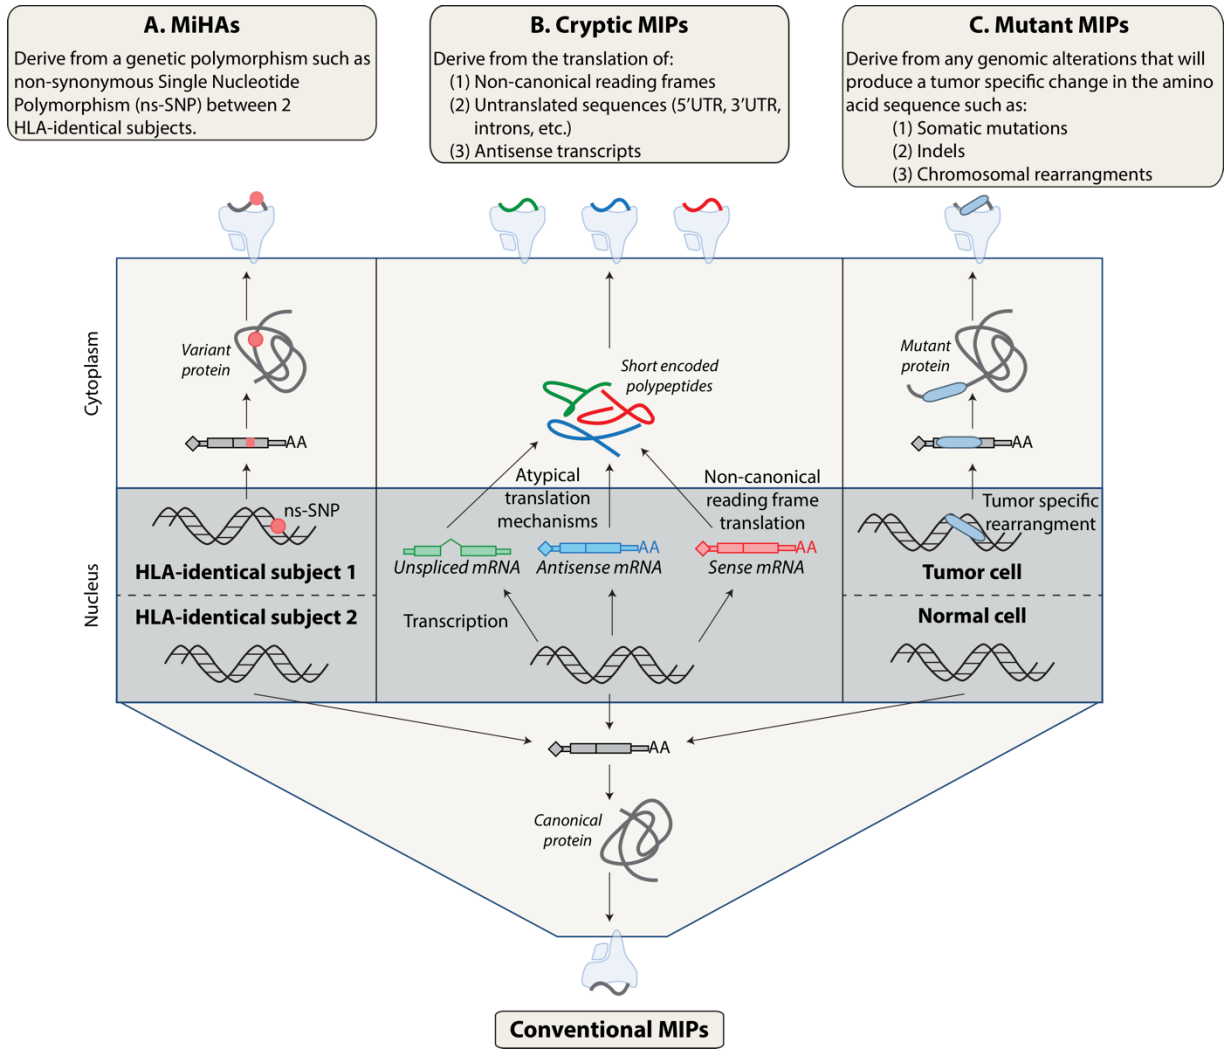 A. MiHAs
Derive from a genetic polymorphism such as
non-synonymous Single Nucleotide
Polymorphism (ns-SNP) between 2
HLA-identical subjects.
B. Cryptic MIPs
Derive from the translation of:
(1) Non-canonical reading frames
(2) Untranslated sequences (5'UTR, 3'UTR,
introns, etc.)
(3) Antisense transcripts
C. Mutant MIPs
Derive from any genomic alterations that will
produce a tumor specific change in the amino
acid sequence such as:
(1) Somatic mutations
(2) Indels
(3) Chromosomal rearrangments
Cytoplasm
Variant
protein
AA
Short encoded
polypeptides
Mutant
protein
AA
Nucleus
ns-SNP
HLA-identical subject 1
HLA-identical subject 2
Atypical
translation
mechanisms
Non-canonical
reading frame
translation
Unspliced mRNA
AA
Antisense mRNA
AA
Sense mRNA
Transcription
Tumor specific
rearrangment
Tumor cell
Normal cell
AA
Canonical
protein
Conventional MIPs